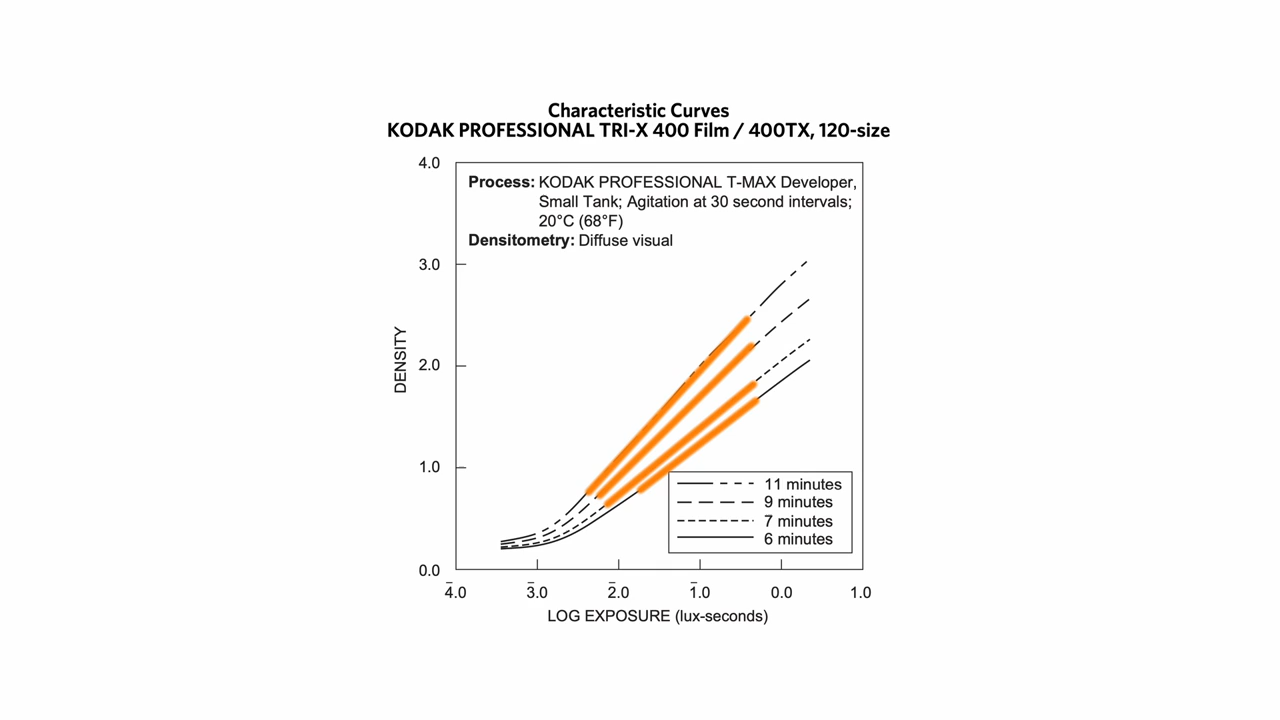 Characteristic Curves
KODAK PROFESSIONAL TRI-X 400 Film / 400TX, 120-size
4.0
Process: KODAK PROFESSIONAL T-MAX Developer,
Small Tank; Agitation at 30 second intervals;
20°C (68°F)
Densitometry: Diffuse visual
3.0
DENSITY
2.0
1.0
11 minutes
9 minutes
7 minutes
6 minutes
0.0
4̅.0 3̅.0 2̅.0 1̅.0 0.0 1.0
LOG EXPOSURE (lux-seconds)